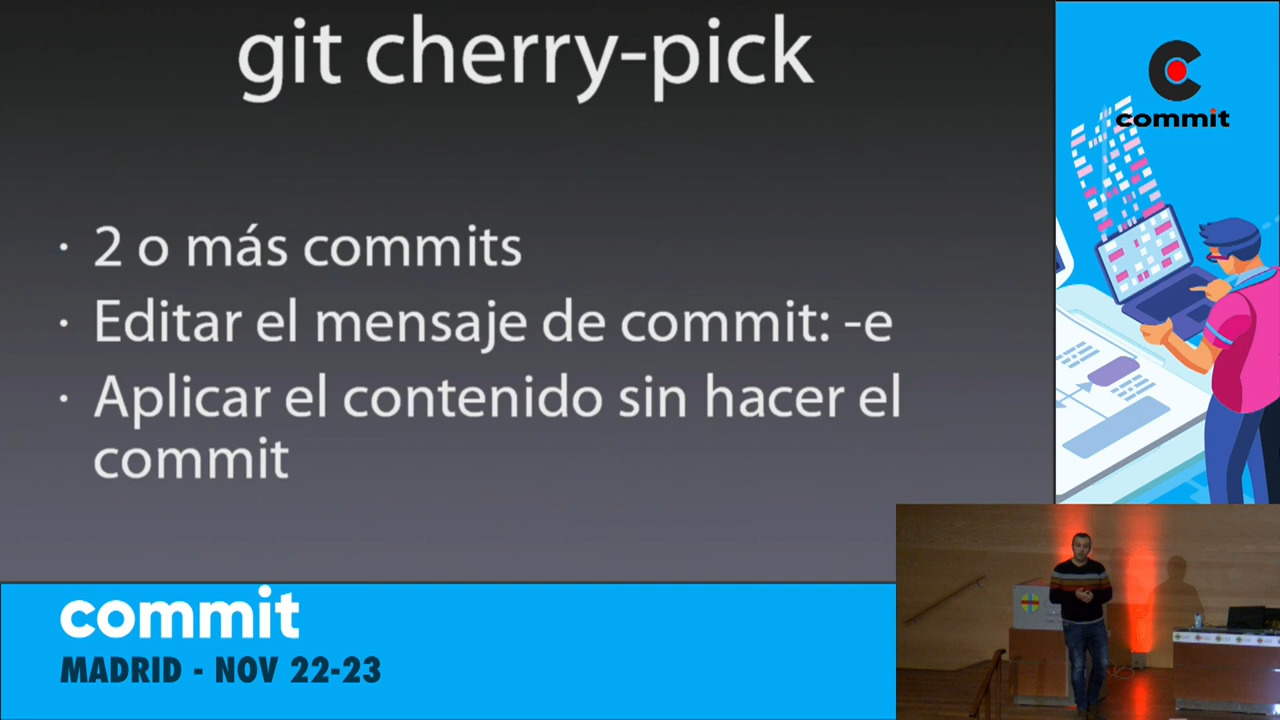 git cherry-pick
· 2 o más commits
· Editar el mensaje de commit: -e
· Aplicar el contenido sin hacer el
commit
commit
commit
MADRID - NOV 22-23